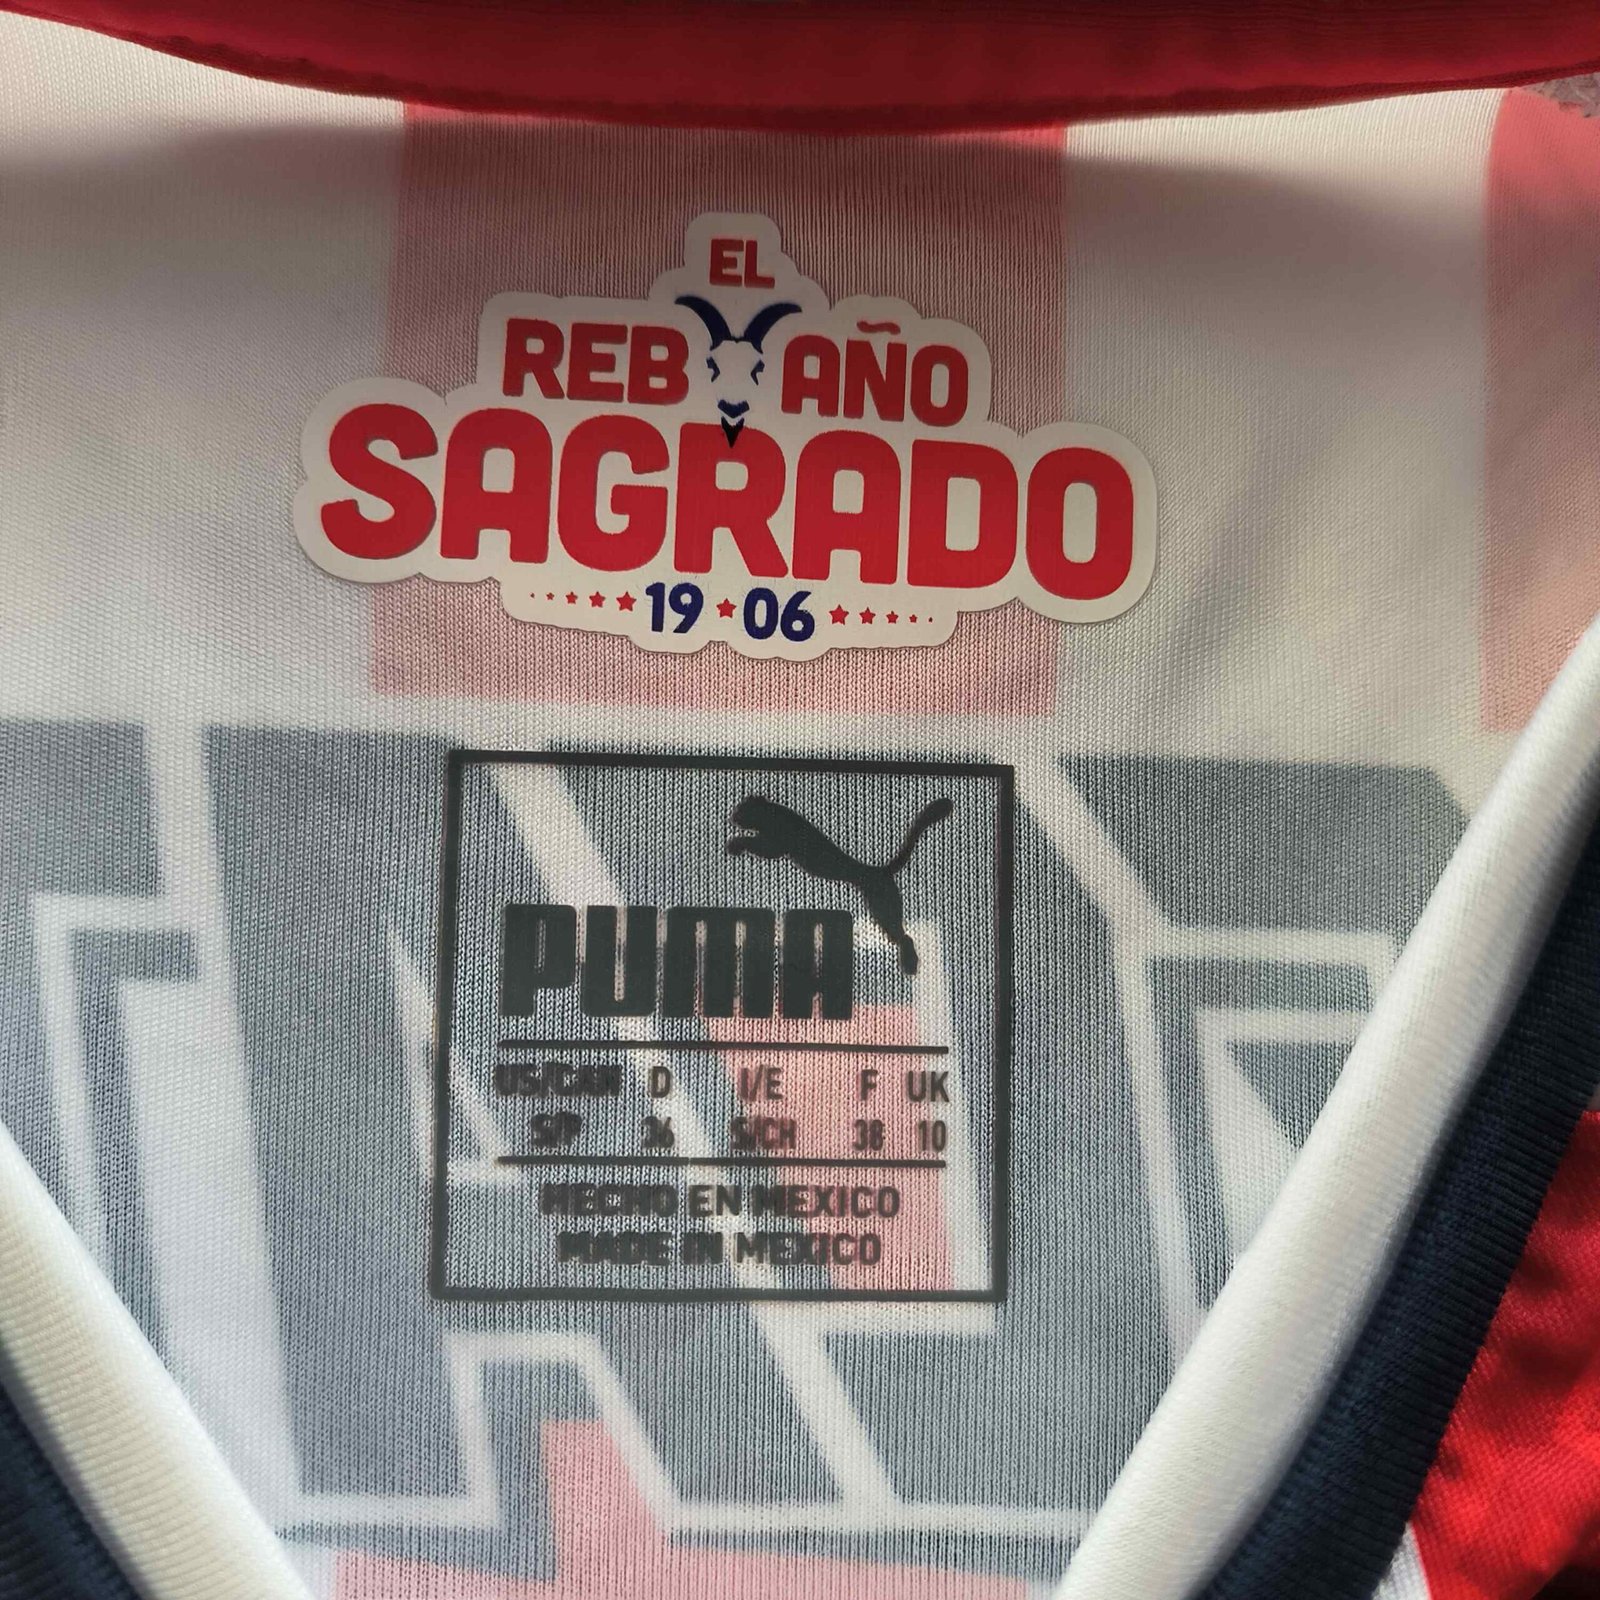 EL
REBAÑO
SAGRADO
19★06
PUMA
US/CAN D I/E F UK
S/P 36 S/CH 38 10
HECHO EN MEXICO
MADE IN MEXICO